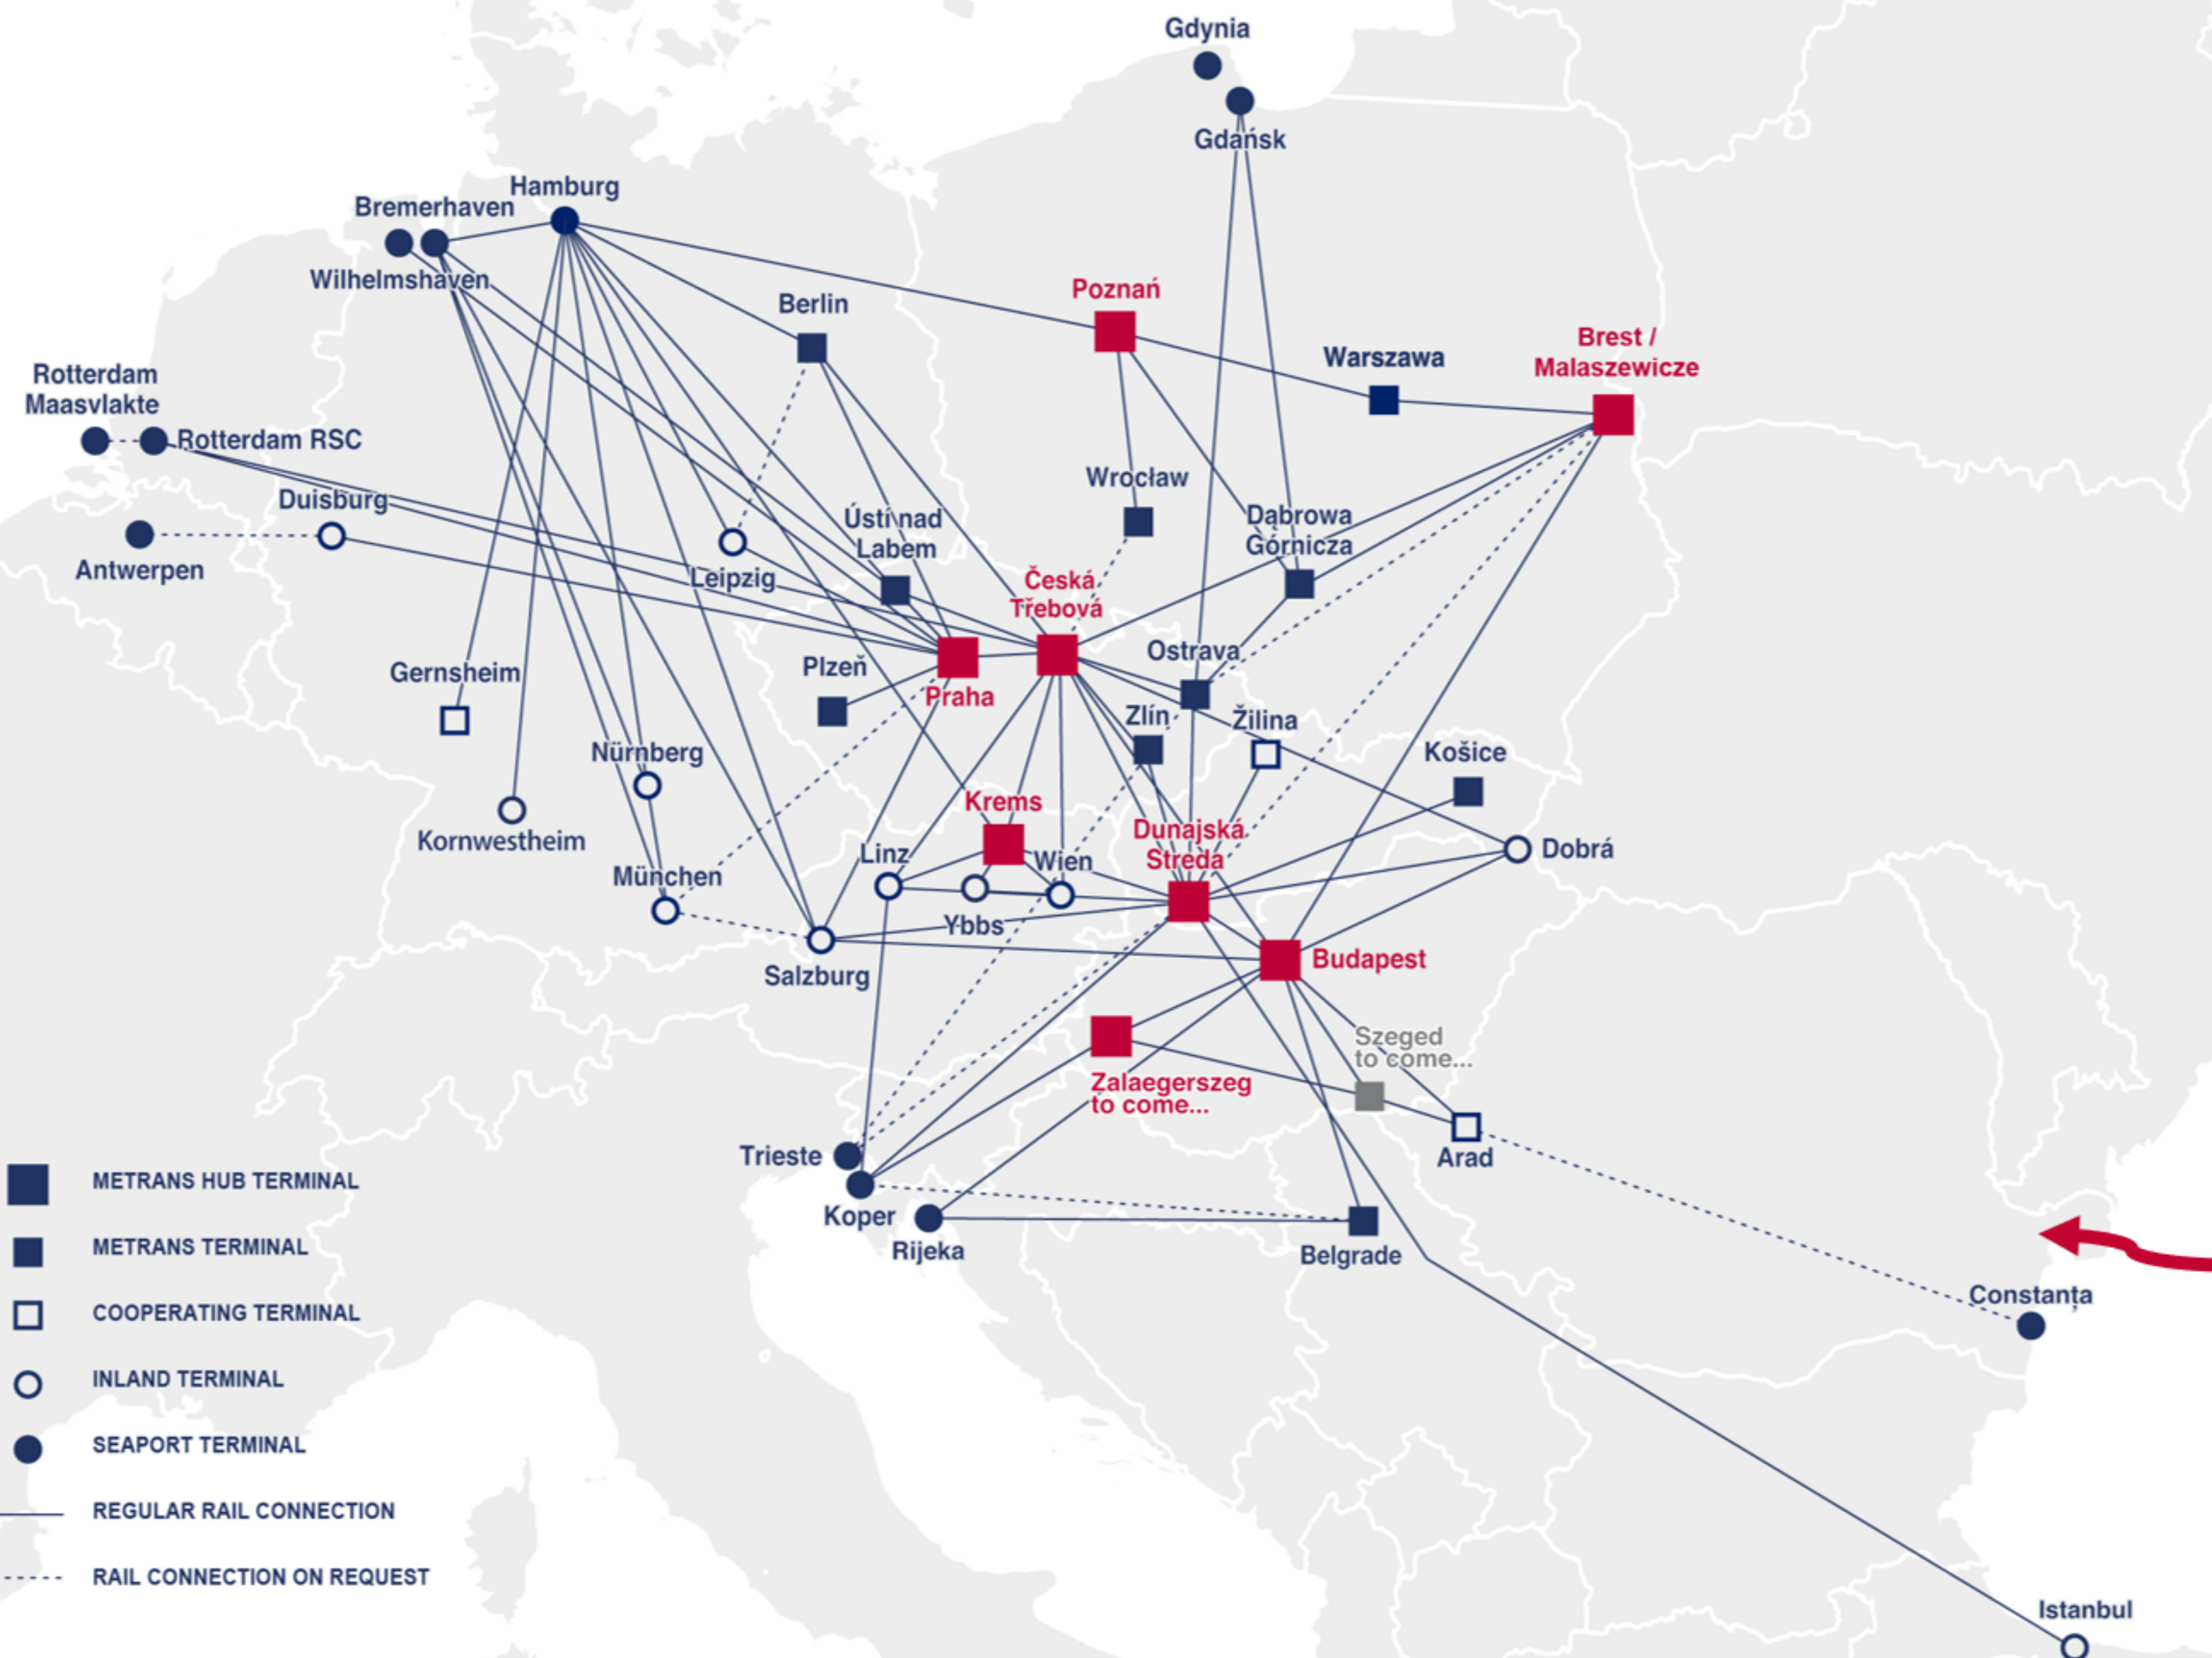 Gdynia
Gdańsk
Hamburg
Bremerhaven
Wilhelmshaven
Berlin
Poznań
Warszawa
Brest /
Malaszewicze
Rotterdam
Maasvlakte
Rotterdam RSC
Duisburg
Antwerpen
Wrocław
Ústí nad
Labem
Dąbrowa
Górnicza
Leipzig
Česká
Třebová
Ostrava
Gernsheim
Plzeň
Praha
Zlín
Žilina
Nürnberg
Košice
Krems
Kornwestheim
Dunajská
Streda
Linz
Wien
Dobrá
München
Ybbs
Salzburg
Budapest
Szeged
to come...
Zalaegerszeg
to come...
Trieste
Arad
Koper
Rijeka
Belgrade
Constanța
Istanbul
METRANS HUB TERMINAL
METRANS TERMINAL
COOPERATING TERMINAL
INLAND TERMINAL
SEAPORT TERMINAL
REGULAR RAIL CONNECTION
RAIL CONNECTION ON REQUEST